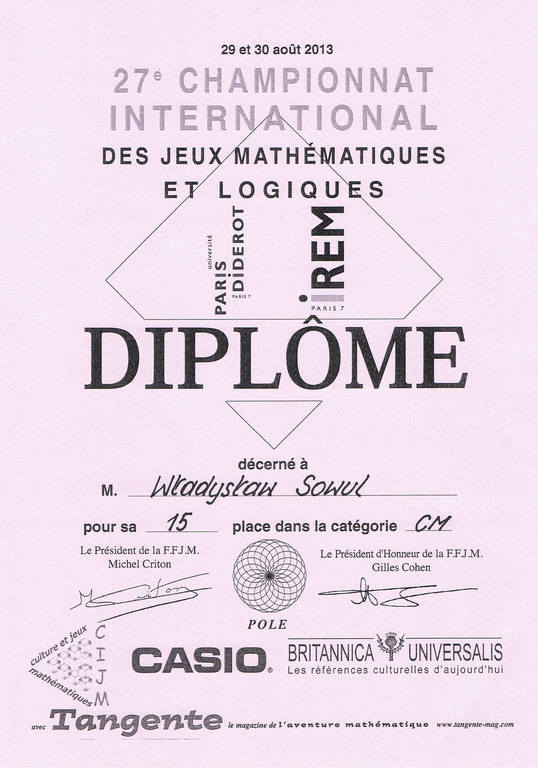 29 et 30 août 2013
27e CHAMPIONNAT
INTERNATIONAL
DES JEUX MATHÉMATIQUES
ET LOGIQUES
université
PARIS
DiDEROT
PARIS 7
iREM
PARIS 7
DIPLÔME
décerné à
M. Władysław Sowul
pour sa 15 place dans la catégorie CM
Le Président de la F.F.J.M.
Michel Criton
Le Président d'Honneur de la F.F.J.M.
Gilles Cohen
POLE
culture et jeux
mathématiques
CIJM
CASIO®
BRITANNICA UNIVERSALIS
Les références culturelles d'aujourd'hui
avec Tangente le magazine de l'aventure mathématique www.tangente-mag.com